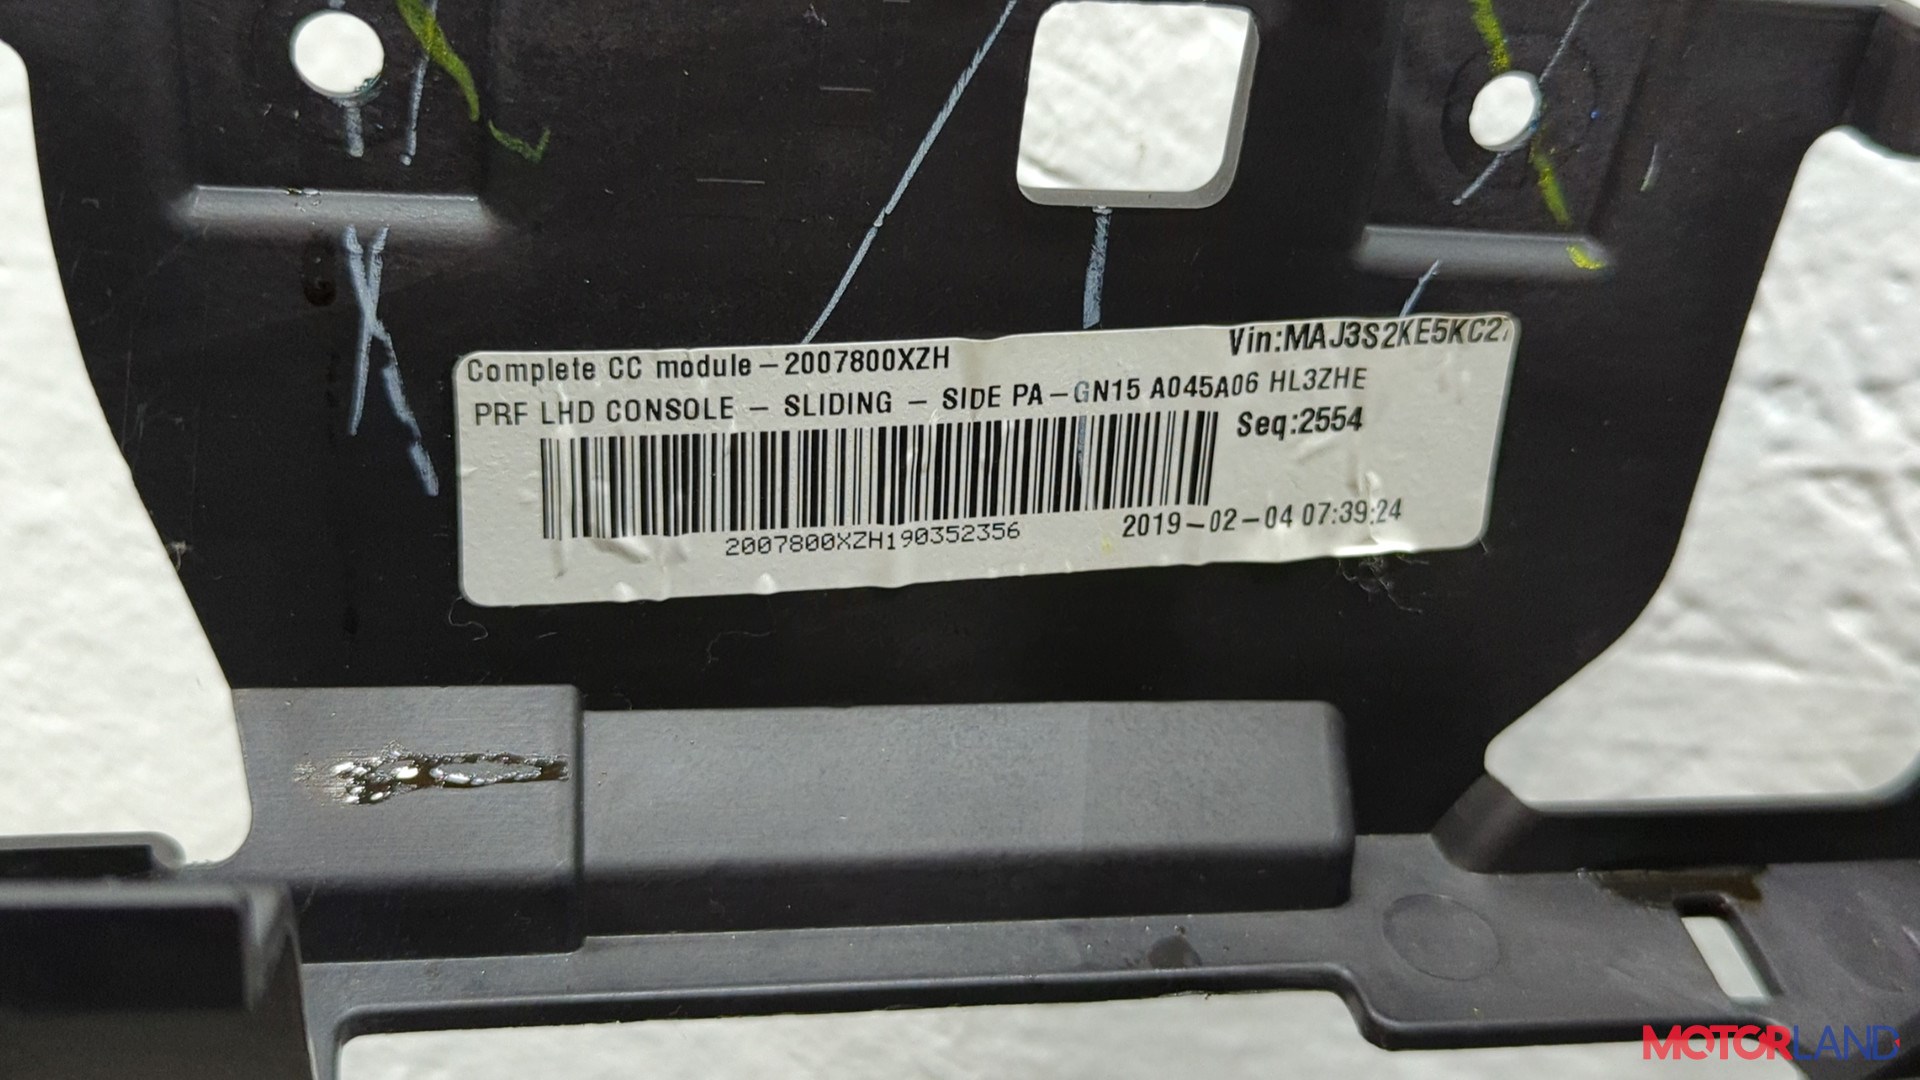 Complete CC module-2007800XZH
Vin:MAJ3S2KE5KC2
PRF LHD CONSOLE - SLIDING - SIDE PA-GN15 A045A06 HL3ZHE
Seq:2554
2007800XZH190352356
2019-02-04 07:39:24
MOTORLAND